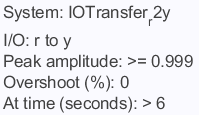 System: IOTransfer_r2y
I/O: r to y
Peak amplitude: >= 0.999
Overshoot (%): 0
At time (seconds): > 6